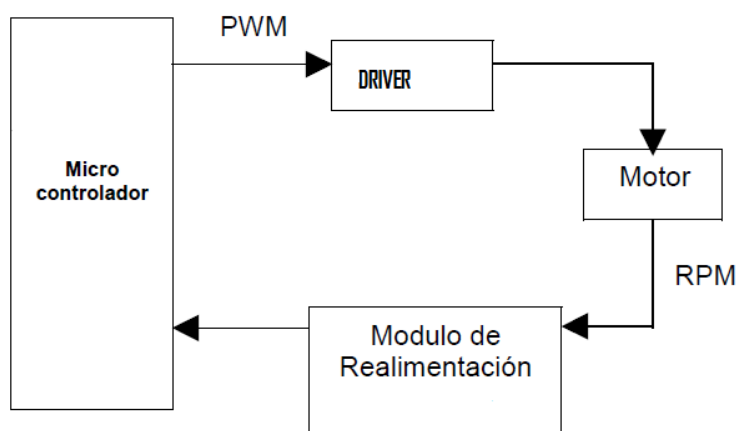 PWM
DRIVER
Micro
controlador
Motor
RPM
Modulo de
Realimentación